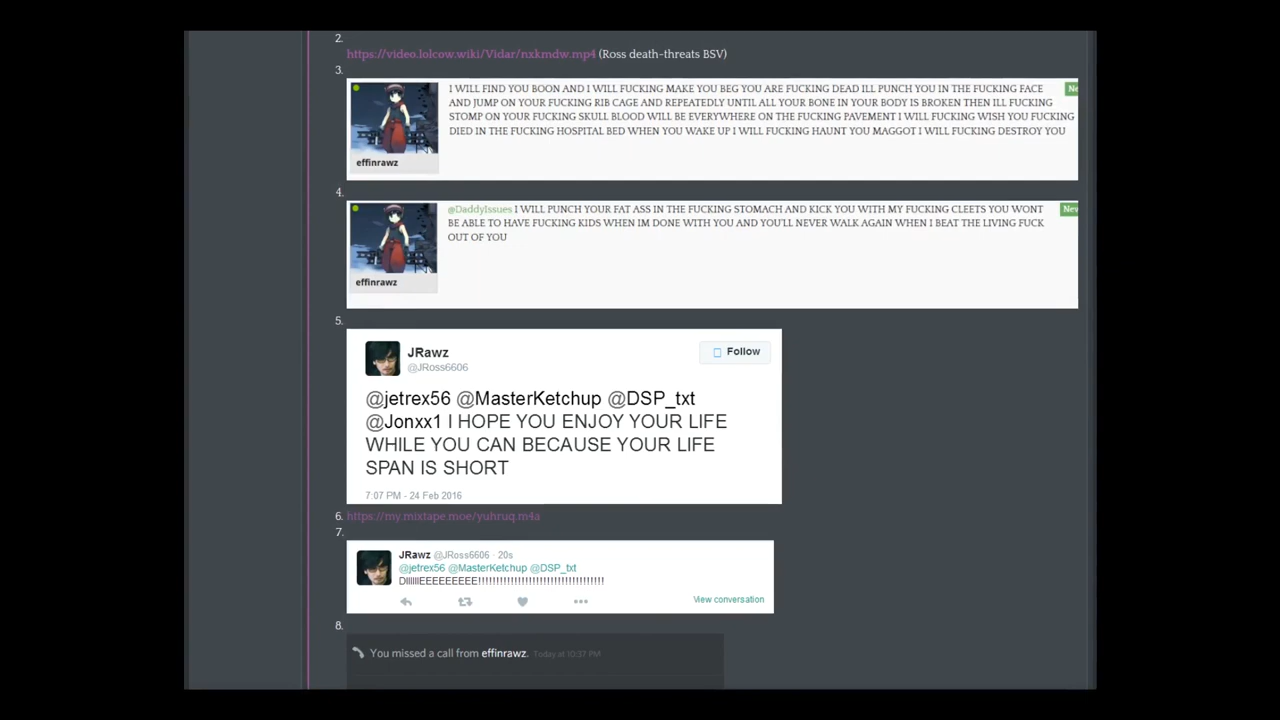 2.
https://video.lolcow.wiki/Vidar/nxkmdw.mp4 (Ross death-threats BSV)
3.
I WILL FIND YOU BOON AND I WILL FUCKING MAKE YOU BEG YOU ARE FUCKING DEAD ILL PUNCH YOU IN THE FUCKING FACE
AND JUMP ON YOUR FUCKING RIB CAGE AND REPEATEDLY UNTIL ALL YOUR BONE IN YOUR BODY IS BROKEN THEN ILL FUCKING
STOMP ON YOUR FUCKING SKULL BLOOD WILL BE EVERYWHERE ON THE FUCKING PAVEMENT I WILL FUCKING WISH YOU FUCKING
DIED IN THE FUCKING HOSPITAL BED WHEN YOU WAKE UP I WILL FUCKING HAUNT YOU MAGGOT I WILL FUCKING DESTROY YOU
Ne
effinrawz
4.
@DaddyIssues I WILL PUNCH YOUR FAT ASS IN THE FUCKING STOMACH AND KICK YOU WITH MY FUCKING CLEETS YOU WONT
BE ABLE TO HAVE FUCKING KIDS WHEN IM DONE WITH YOU AND YOU'LL NEVER WALK AGAIN WHEN I BEAT THE LIVING FUCK
OUT OF YOU
New
effinrawz
5.
JRawz
@JRoss6606
Follow
@jetrex56 @MasterKetchup @DSP_txt
@Jonxx1 I HOPE YOU ENJOY YOUR LIFE
WHILE YOU CAN BECAUSE YOUR LIFE
SPAN IS SHORT
7:07 PM - 24 Feb 2016
6. https://my.mixtape.moe/yuhruq.m4a
7.
JRawz @JRoss6606 · 20s
@jetrex56 @MasterKetchup @DSP_txt
DIIIIIIEEEEEEEEE!!!!!!!!!!!!!!!!!!!!!!!!!!!!!!!!!!!
View conversation
8.
You missed a call from effinrawz. Today at 10:37 PM